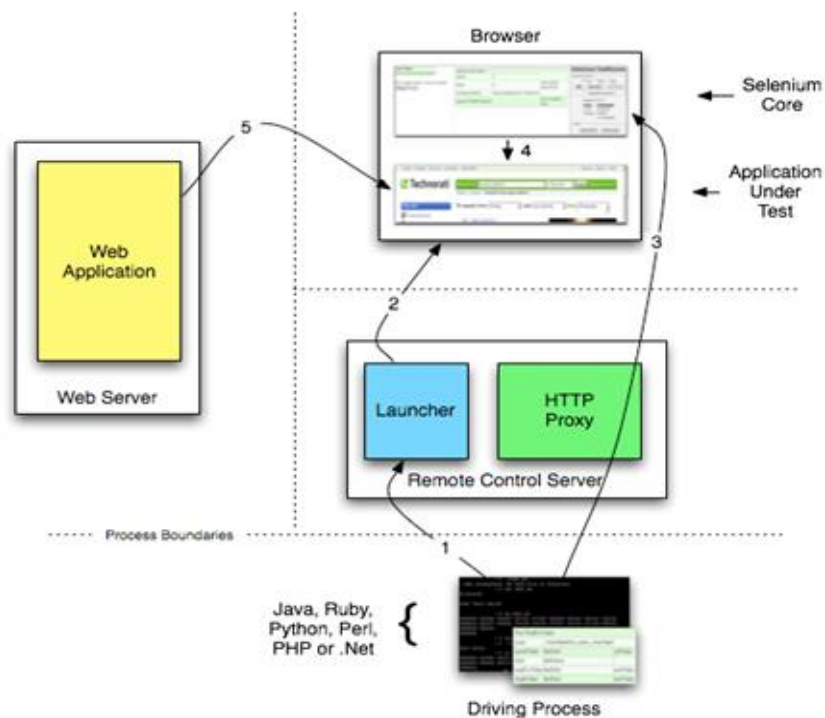 Browser
Selenium
Core
5
4
Technorati
Application
Under
Test
3
Web
Application
Web Server
2
Launcher
HTTP
Proxy
Remote Control Server
Process Boundaries
1
Java, Ruby,
Python, Perl,
PHP or .Net
{
Driving Process